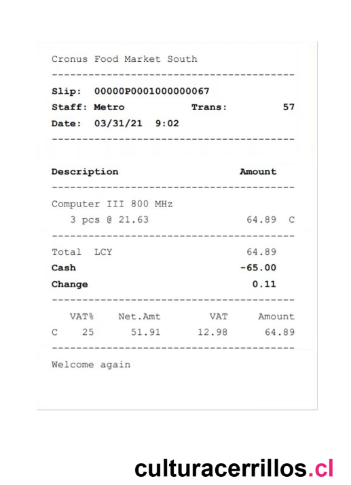 Cronus Food Market South
---------------------------------------
Slip: 00000P0001000000067
Staff: Metro Trans: 57
Date: 03/31/21 9:02
---------------------------------------
Description Amount
---------------------------------------
Computer III 800 MHz
3 pcs @ 21.63 64.89 C
---------------------------------------
Total LCY 64.89
Cash -65.00
Change 0.11
---------------------------------------
VAT% Net.Amt VAT Amount
C 25 51.91 12.98 64.89
---------------------------------------
Welcome again
culturacerrillos.cl